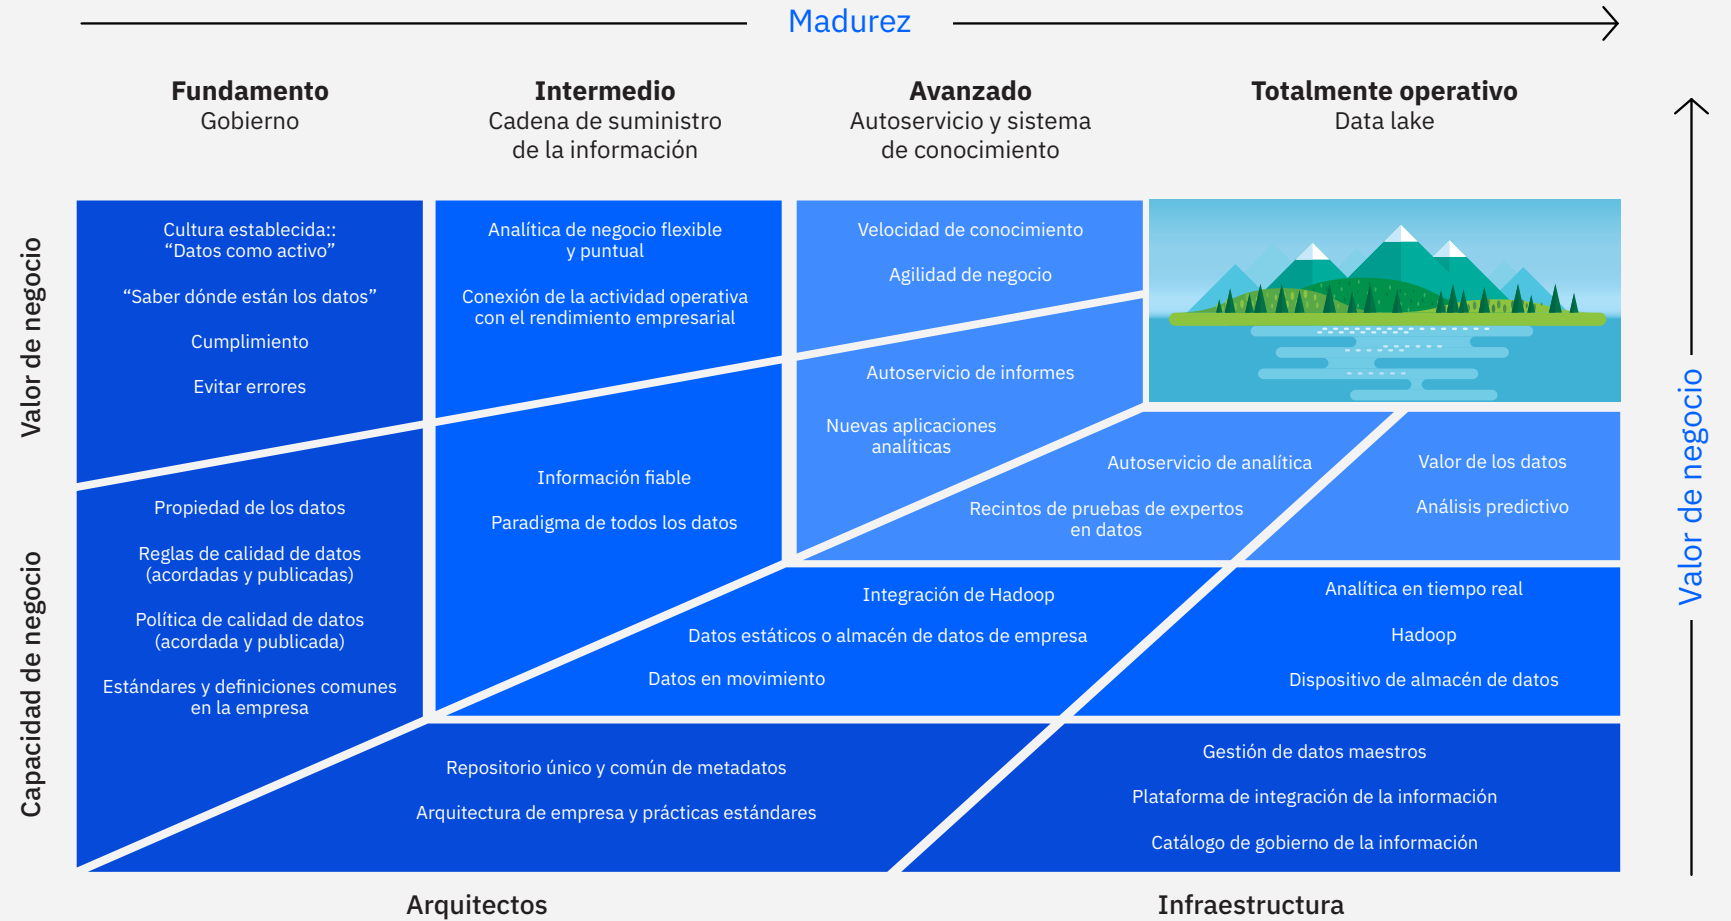 Madurez
Fundamento
Gobierno
Intermedio
Cadena de suministro
de la información
Avanzado
Autoservicio y sistema
de conocimiento
Totalmente operativo
Data lake
Valor de negocio
Capacidad de negocio
Cultura establecida::
“Datos como activo”
“Saber dónde están los datos”
Cumplimiento
Evitar errores
Analítica de negocio flexible
y puntual
Conexión de la actividad operativa
con el rendimiento empresarial
Velocidad de conocimiento
Agilidad de negocio
Propiedad de los datos
Reglas de calidad de datos
(acordadas y publicadas)
Política de calidad de datos
(acordada y publicada)
Estándares y definiciones comunes
en la empresa
Información fiable
Paradigma de todos los datos
Autoservicio de informes
Nuevas aplicaciones
analíticas
Autoservicio de analítica
Recintos de pruebas de expertos
en datos
Valor de los datos
Análisis predictivo
Integración de Hadoop
Datos estáticos o almacén de datos de empresa
Datos en movimiento
Analítica en tiempo real
Hadoop
Dispositivo de almacén de datos
Repositorio único y común de metadatos
Arquitectura de empresa y prácticas estándares
Gestión de datos maestros
Plataforma de integración de la información
Catálogo de gobierno de la información
Valor de negocio
Arquitectos
Infraestructura